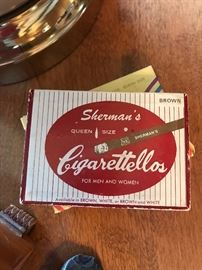 BROWN
Sherman's
QUEEN SIZE
SHERMAN'S
Cigarettellos
FOR MEN AND WOMEN
Available in BROWN, WHITE, or BROWN and WHITE